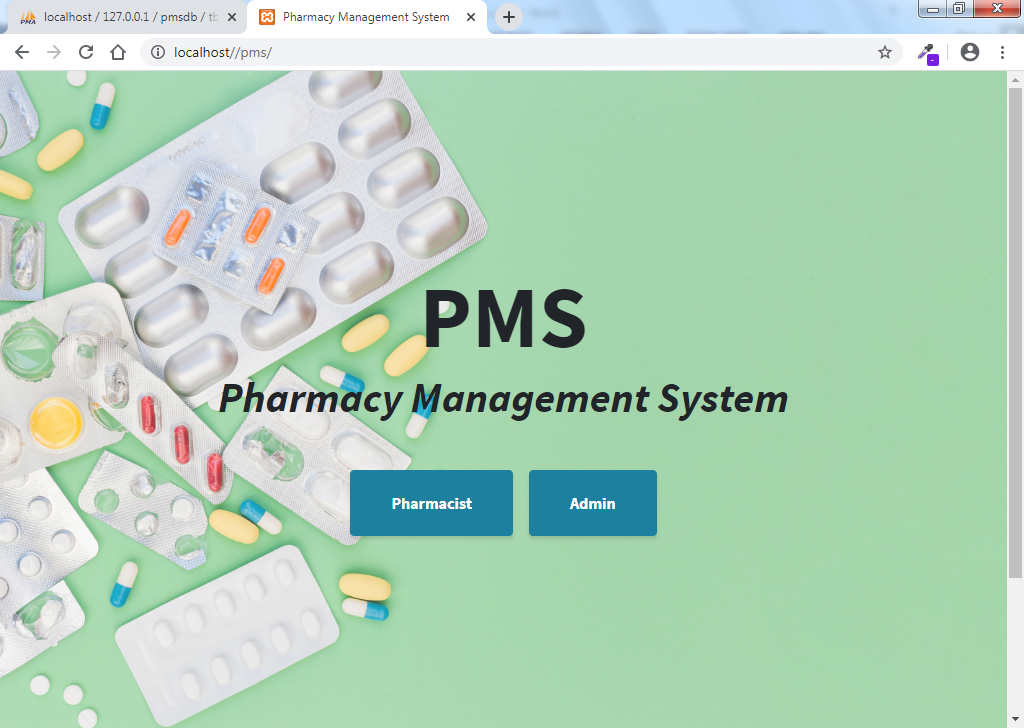 localhost / 127.0.0.1 / pmsdb / tb
Pharmacy Management System
localhost//pms/
PMS
Pharmacy Management System
Pharmacist
Admin